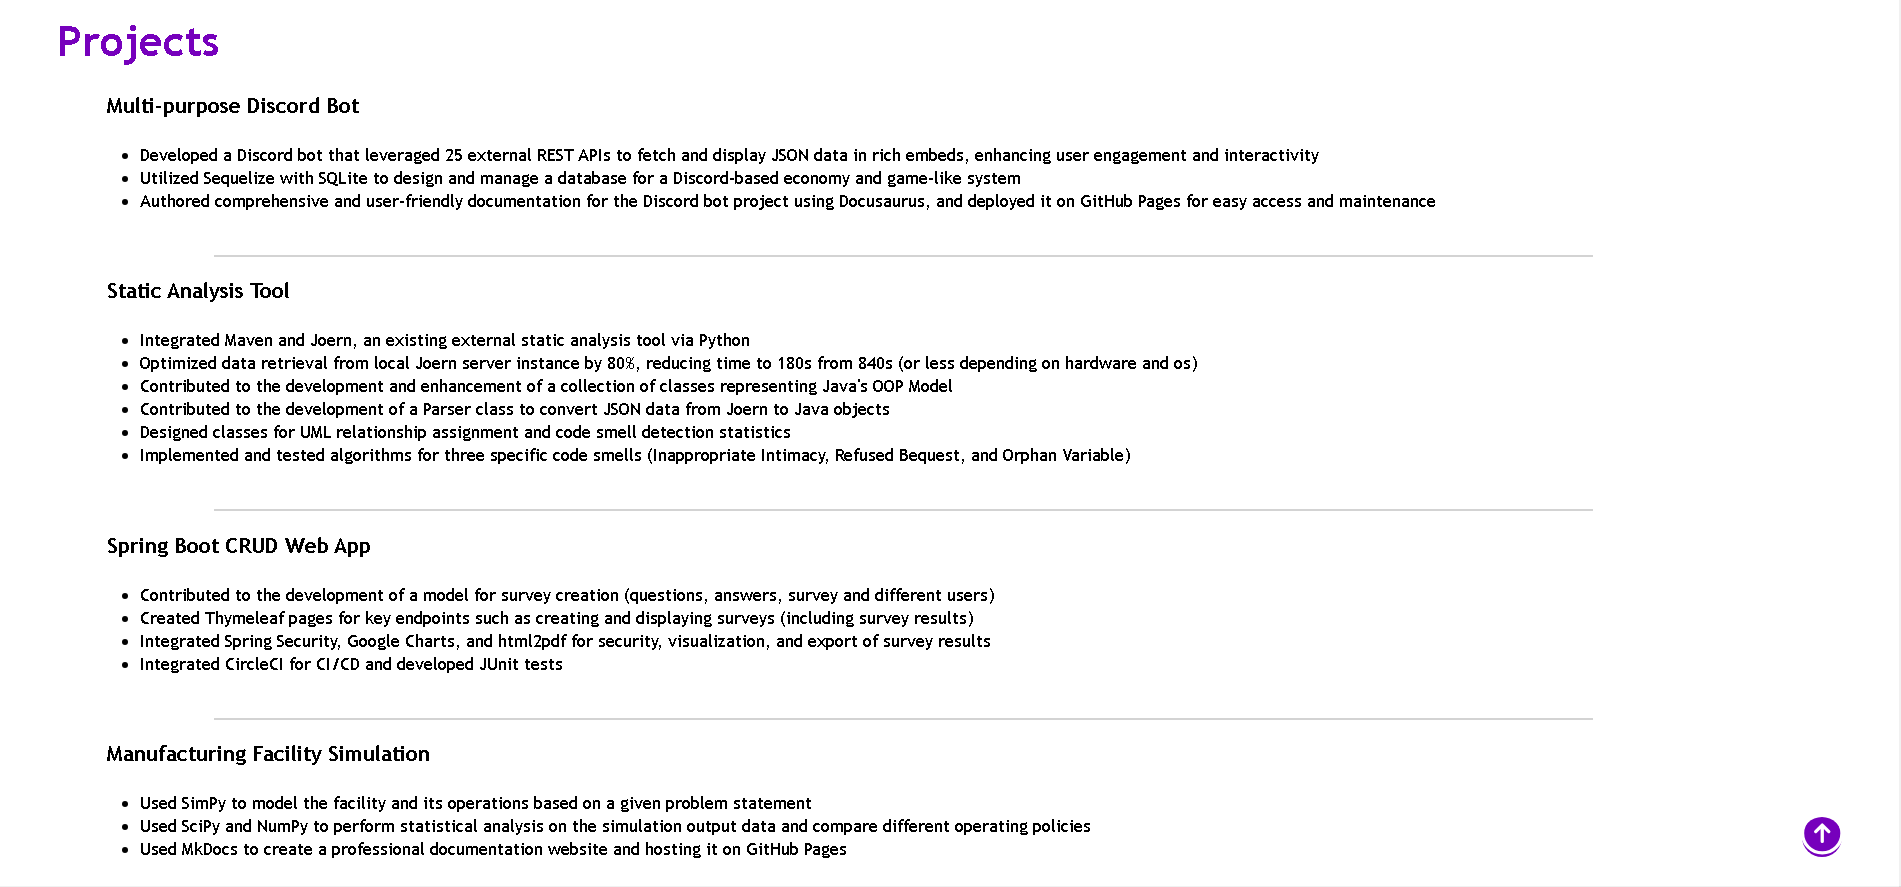 Projects
Multi-purpose Discord Bot
• Developed a Discord bot that leveraged 25 external REST APIs to fetch and display JSON data in rich embeds, enhancing user engagement and interactivity
• Utilized Sequelize with SQLite to design and manage a database for a Discord-based economy and game-like system
• Authored comprehensive and user-friendly documentation for the Discord bot project using Docusaurus, and deployed it on GitHub Pages for easy access and maintenance
Static Analysis Tool
• Integrated Maven and Joern, an existing external static analysis tool via Python
• Optimized data retrieval from local Joern server instance by 80%, reducing time to 180s from 840s (or less depending on hardware and os)
• Contributed to the development and enhancement of a collection of classes representing Java's OOP Model
• Contributed to the development of a Parser class to convert JSON data from Joern to Java objects
• Designed classes for UML relationship assignment and code smell detection statistics
• Implemented and tested algorithms for three specific code smells (Inappropriate Intimacy, Refused Bequest, and Orphan Variable)
Spring Boot CRUD Web App
• Contributed to the development of a model for survey creation (questions, answers, survey and different users)
• Created Thymeleaf pages for key endpoints such as creating and displaying surveys (including survey results)
• Integrated Spring Security, Google Charts, and html2pdf for security, visualization, and export of survey results
• Integrated CircleCI for CI/CD and developed JUnit tests
Manufacturing Facility Simulation
• Used SimPy to model the facility and its operations based on a given problem statement
• Used SciPy and NumPy to perform statistical analysis on the simulation output data and compare different operating policies
• Used MkDocs to create a professional documentation website and hosting it on GitHub Pages